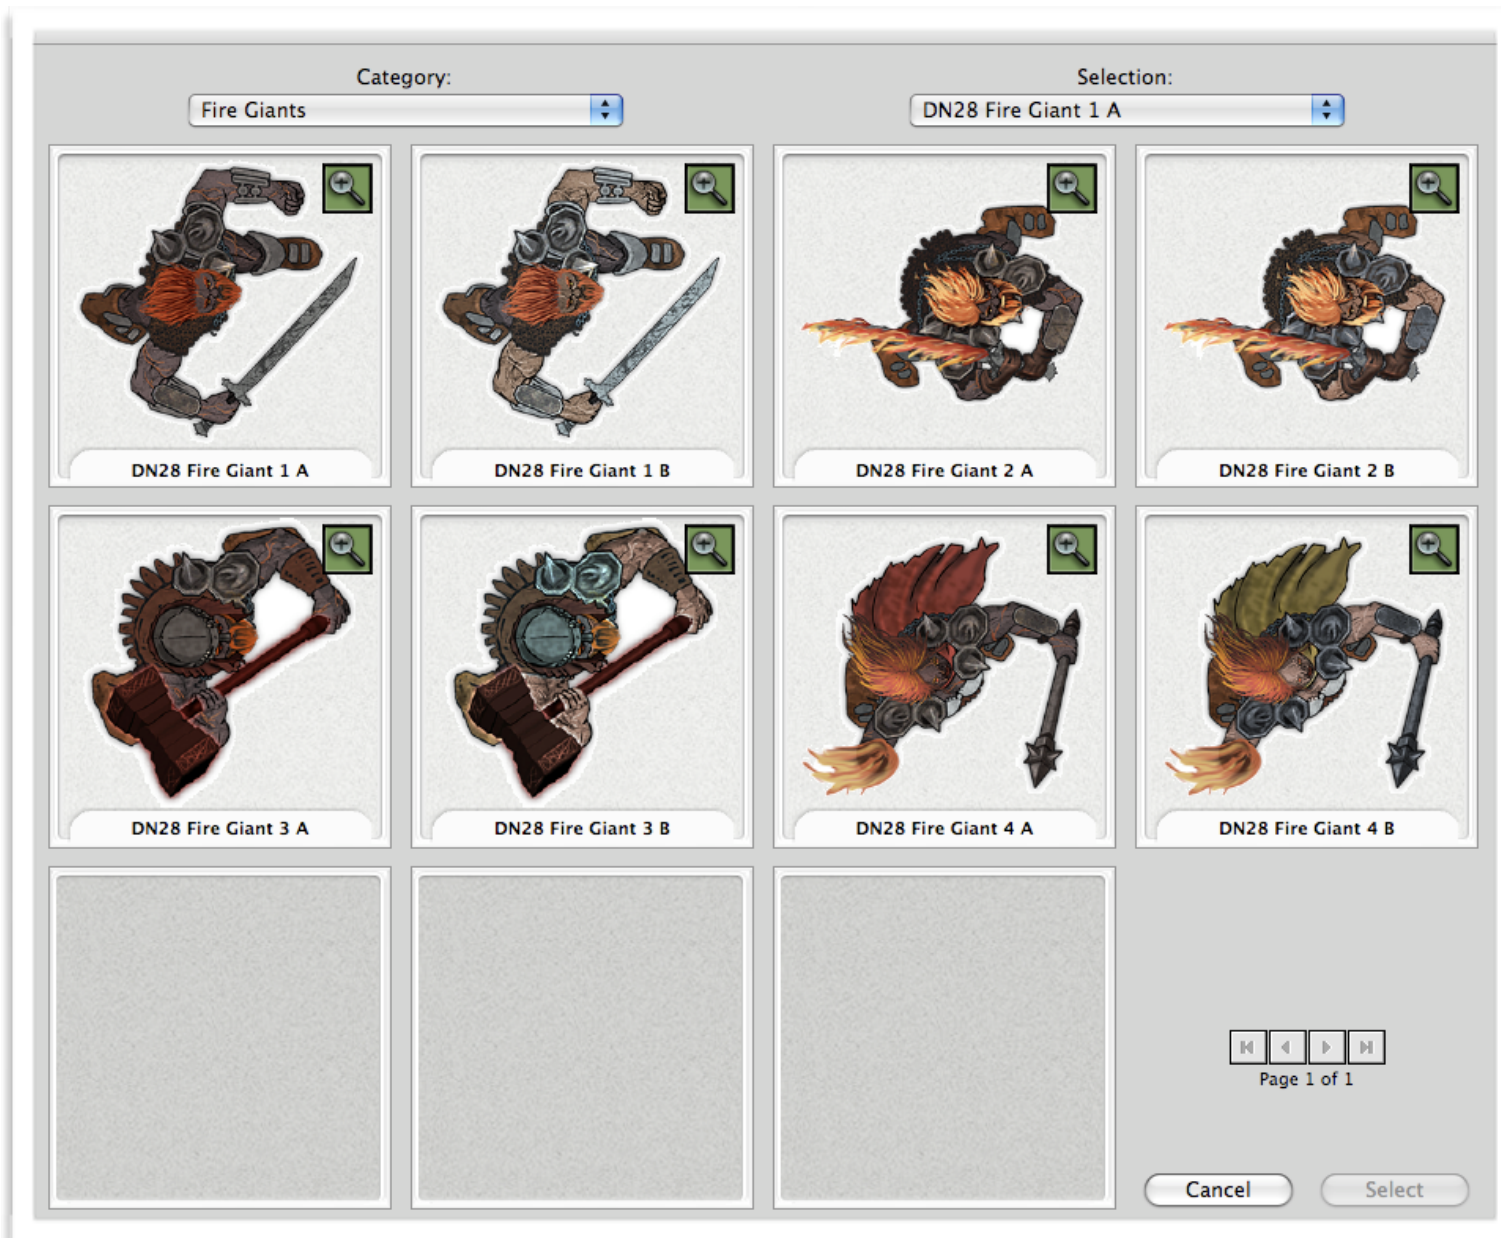 Category:
Selection:
Fire Giants
DN28 Fire Giant 1 A
DN28 Fire Giant 1 A
DN28 Fire Giant 1 B
DN28 Fire Giant 2 A
DN28 Fire Giant 2 B
DN28 Fire Giant 3 A
DN28 Fire Giant 3 B
DN28 Fire Giant 4 A
DN28 Fire Giant 4 B
Page 1 of 1
Cancel
Select